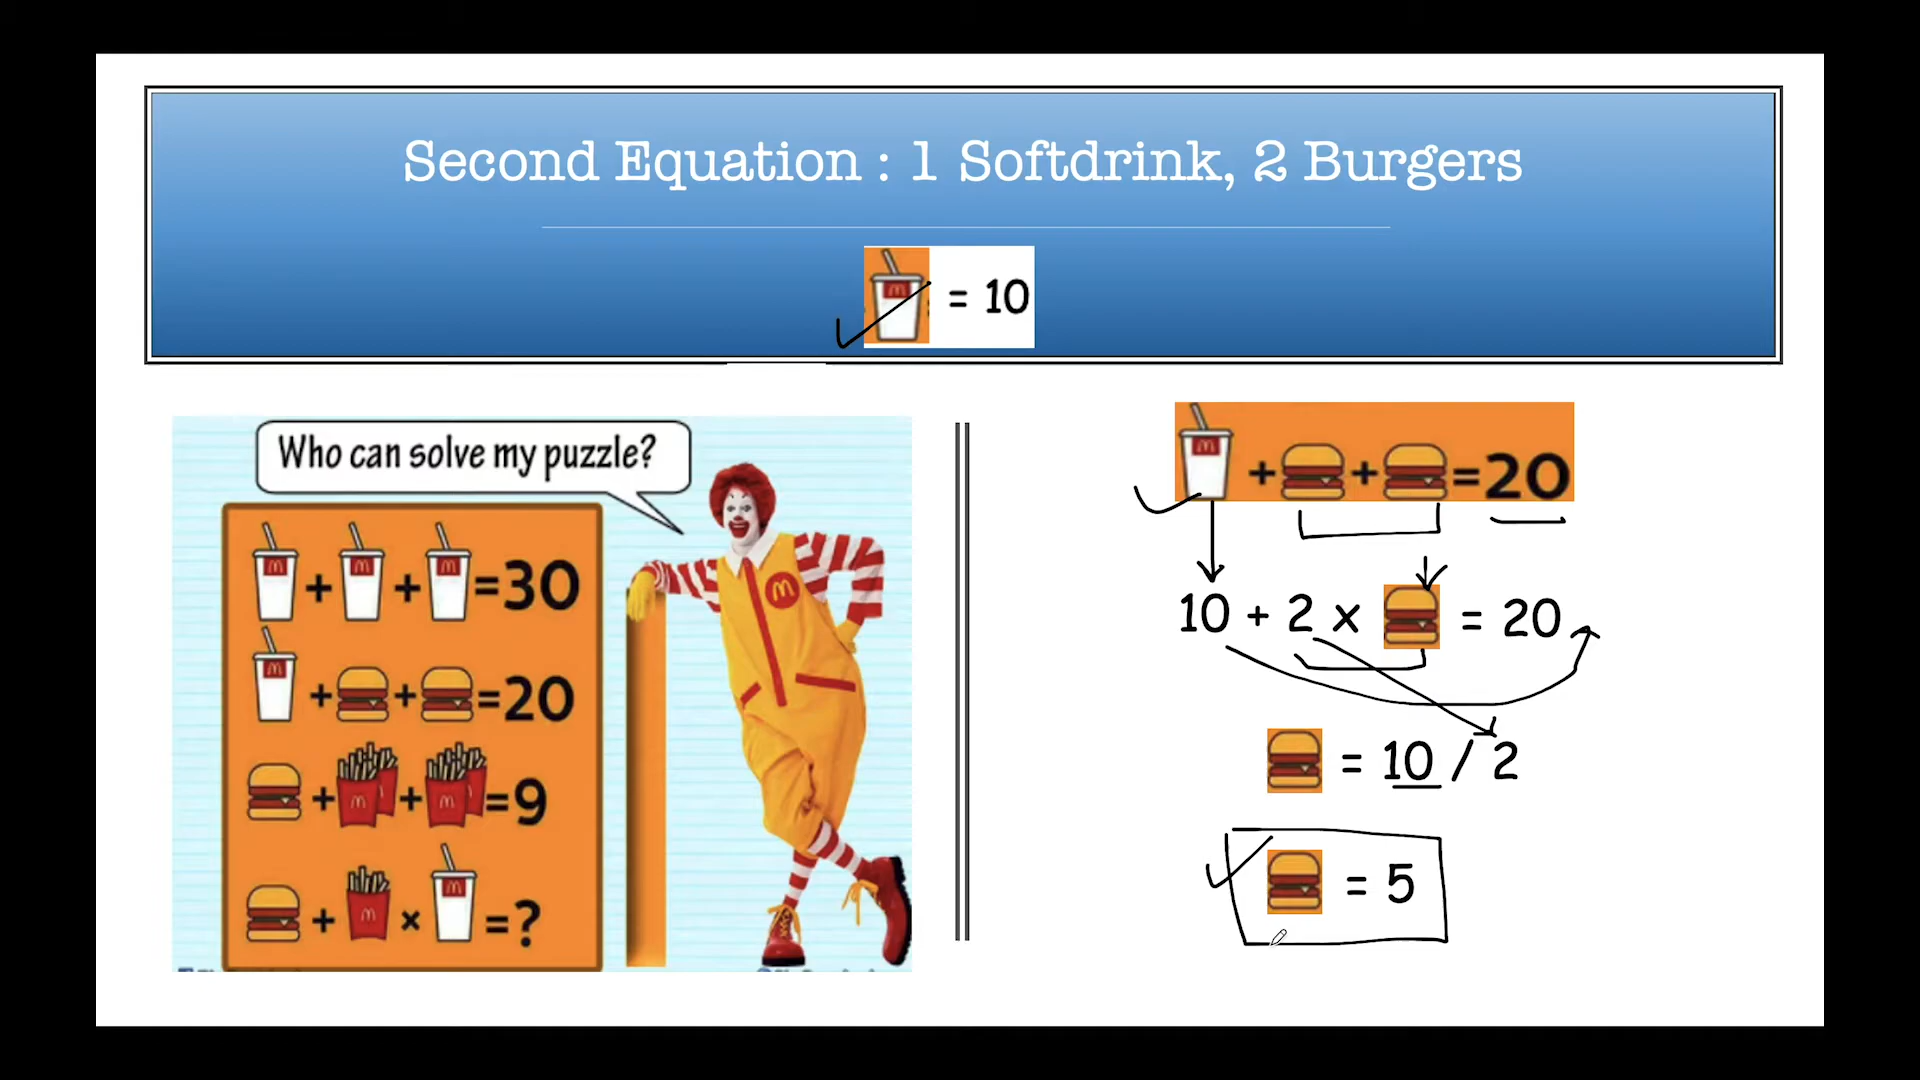 Second Equation : 1 Softdrink, 2 Burgers
= 10
Who can solve my puzzle?
+ + =30
+ + =20
+ + =9
+ × =?
+ + =20
10 + 2 x = 20
= 10 / 2
= 5